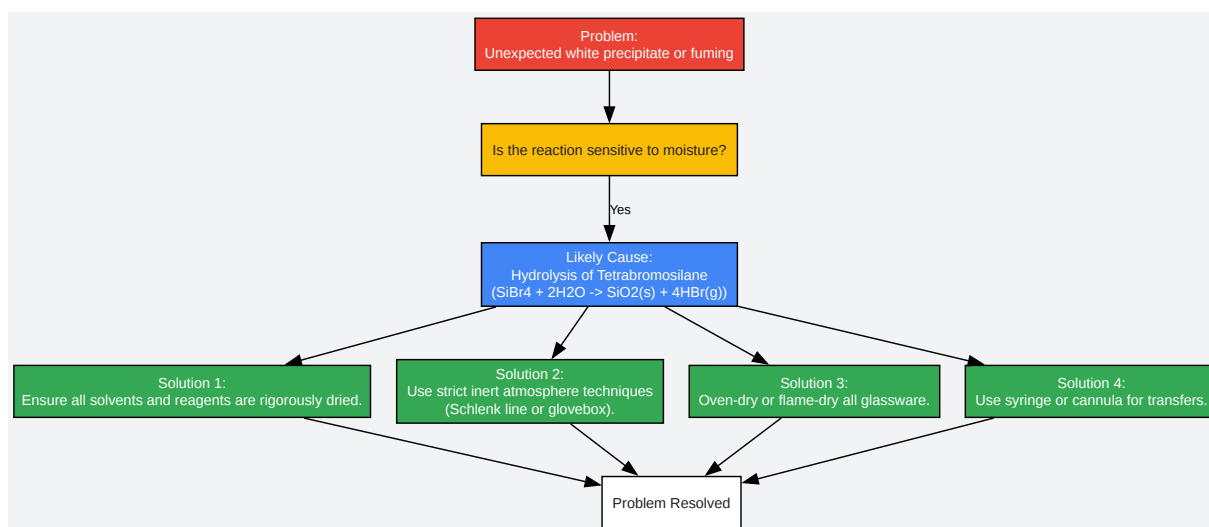 Problem:
Unexpected white precipitate or fuming
Is the reaction sensitive to moisture?
Yes
Likely Cause:
Hydrolysis of Tetrabromosilane
(SiBr4 + 2H2O -> SiO2(s) + 4HBr(g))
Solution 1:
Ensure all solvents and reagents are rigorously dried.
Solution 2:
Use strict inert atmosphere techniques
(Schlenk line or glovebox).
Solution 3:
Oven-dry or flame-dry all glassware.
Solution 4:
Use syringe or cannula for transfers.
Problem Resolved